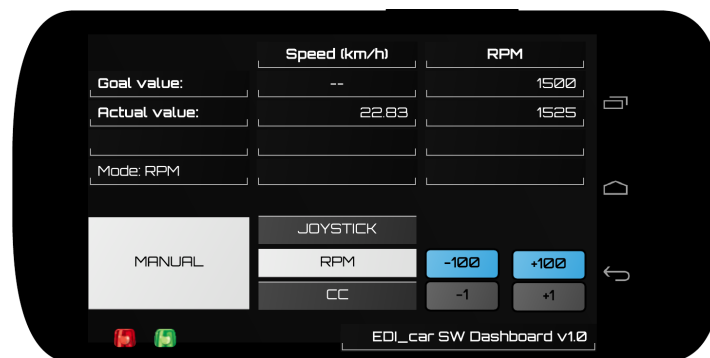 Speed (km/h) RPM
Goal value: -- 1500
Actual value: 22.83 1525
Mode: RPM
JOYSTICK
MANUAL RPM -100 +100
CC -1 +1
EDI_car SW Dashboard v1.0